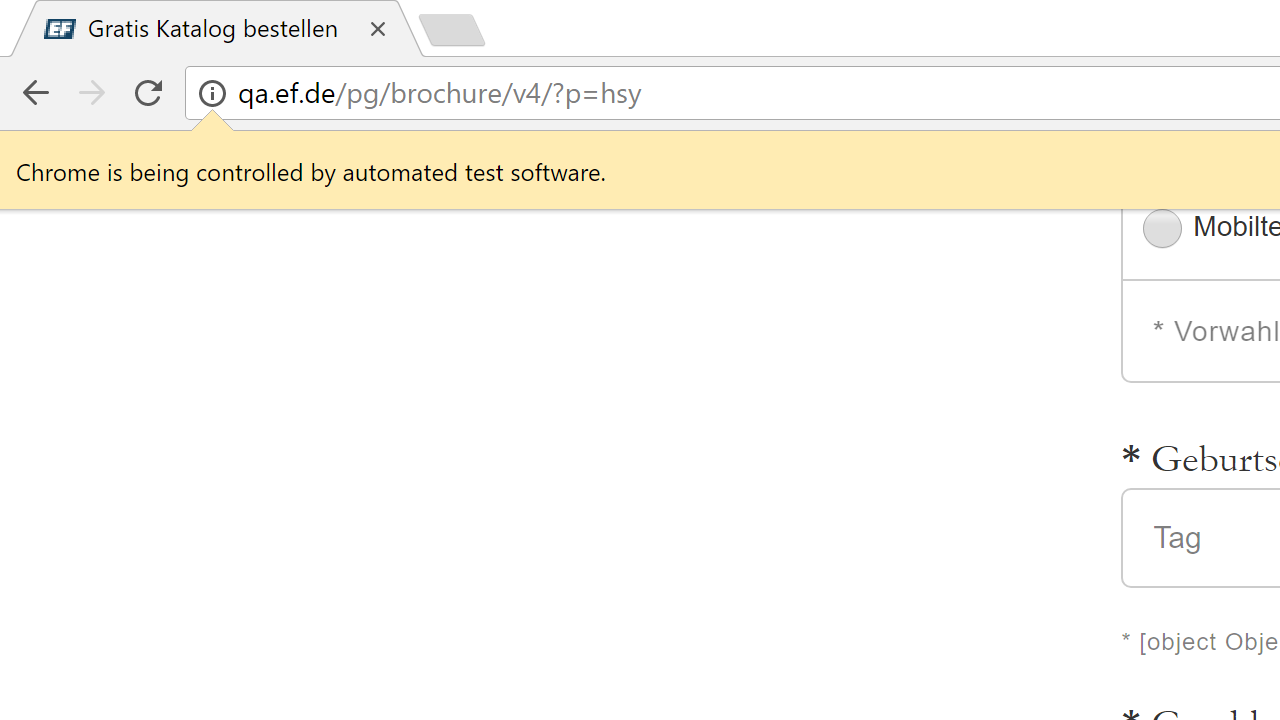 EF Gratis Katalog bestellen
qa.ef.de/pg/brochure/v4/?p=hsy
Chrome is being controlled by automated test software.
Mobilte
* Vorwahl
* Geburts
Tag
* [object Obje
*